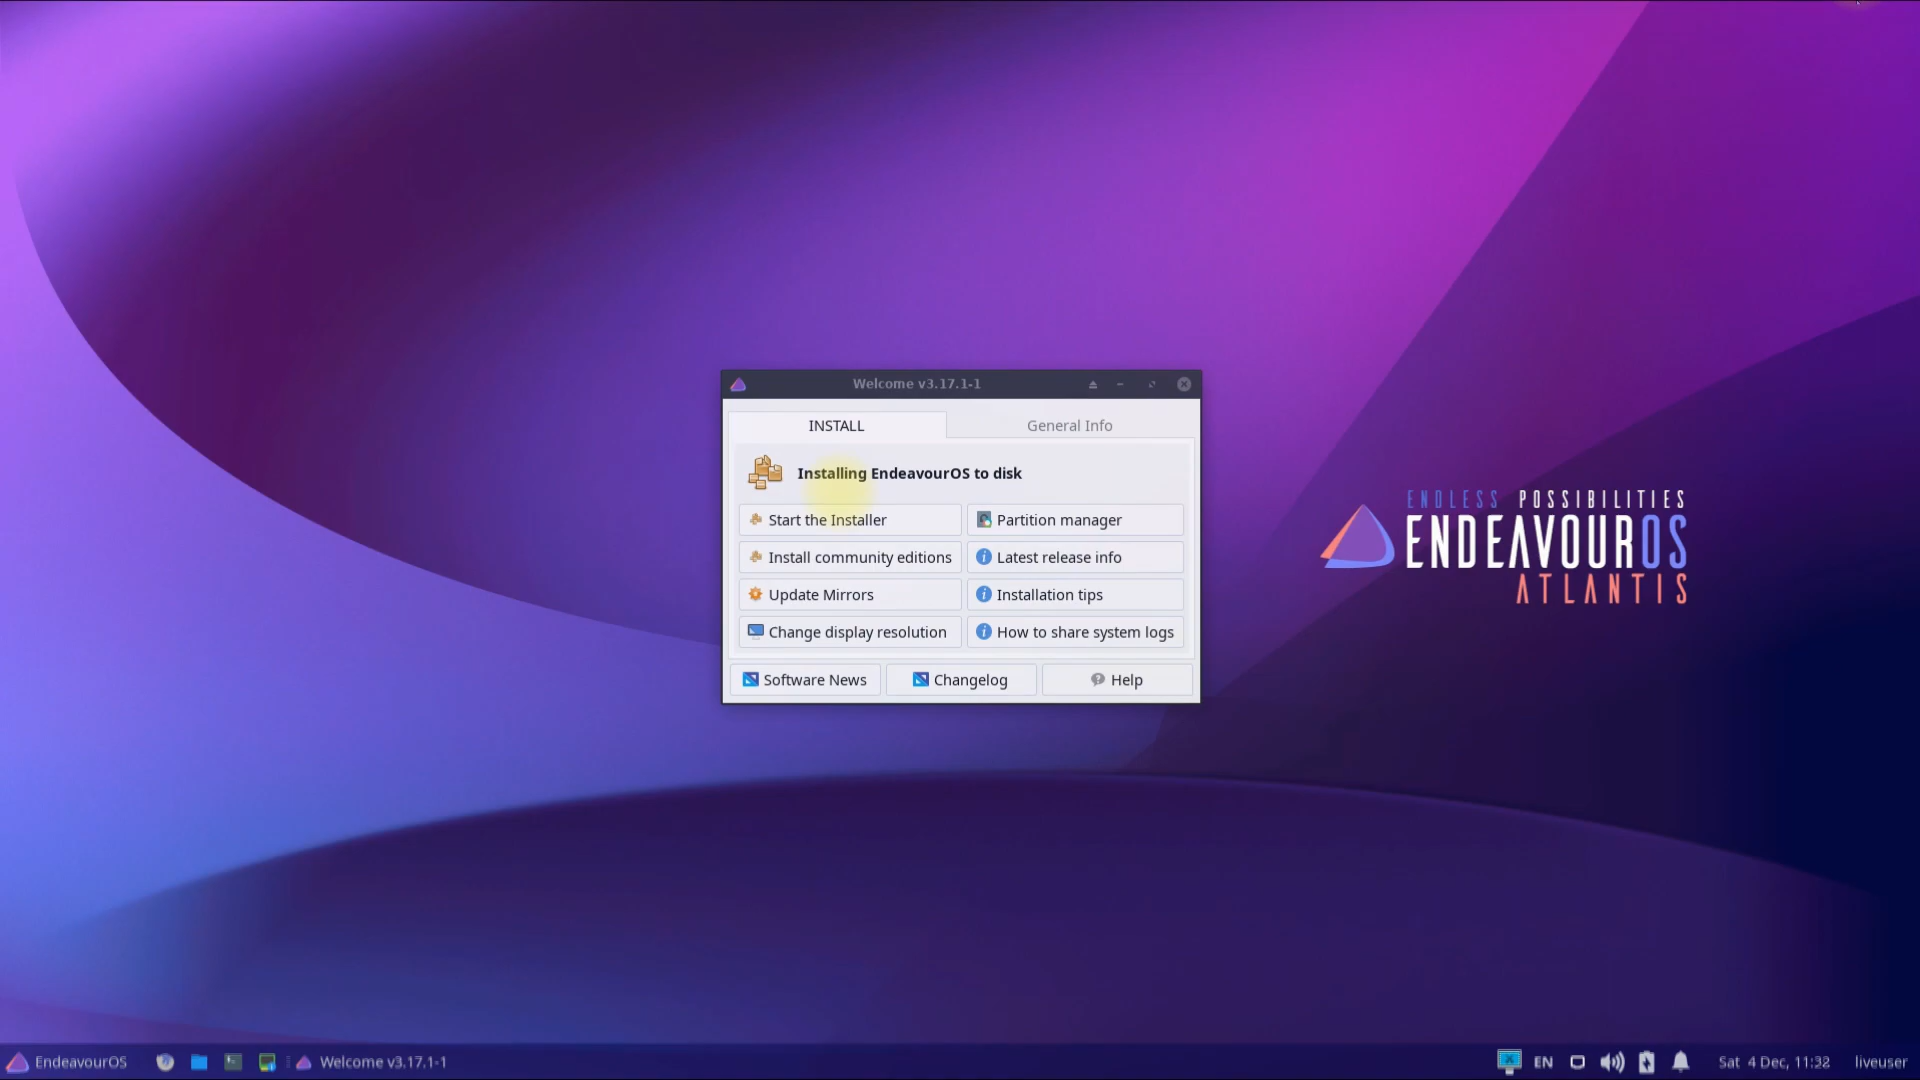 Welcome v3.17.1-1
INSTALL
General Info
Installing EndeavourOS to disk
Start the Installer
Partition manager
Install community editions
Latest release info
Update Mirrors
Installation tips
Change display resolution
How to share system logs
Software News
Changelog
Help
ENDLESS POSSIBILITIES
ENDEAVOUROS
ATLANTIS
EndeavourOS
Welcome v3.17.1-1
EN
Sat 4 Dec, 11:32
liveuser